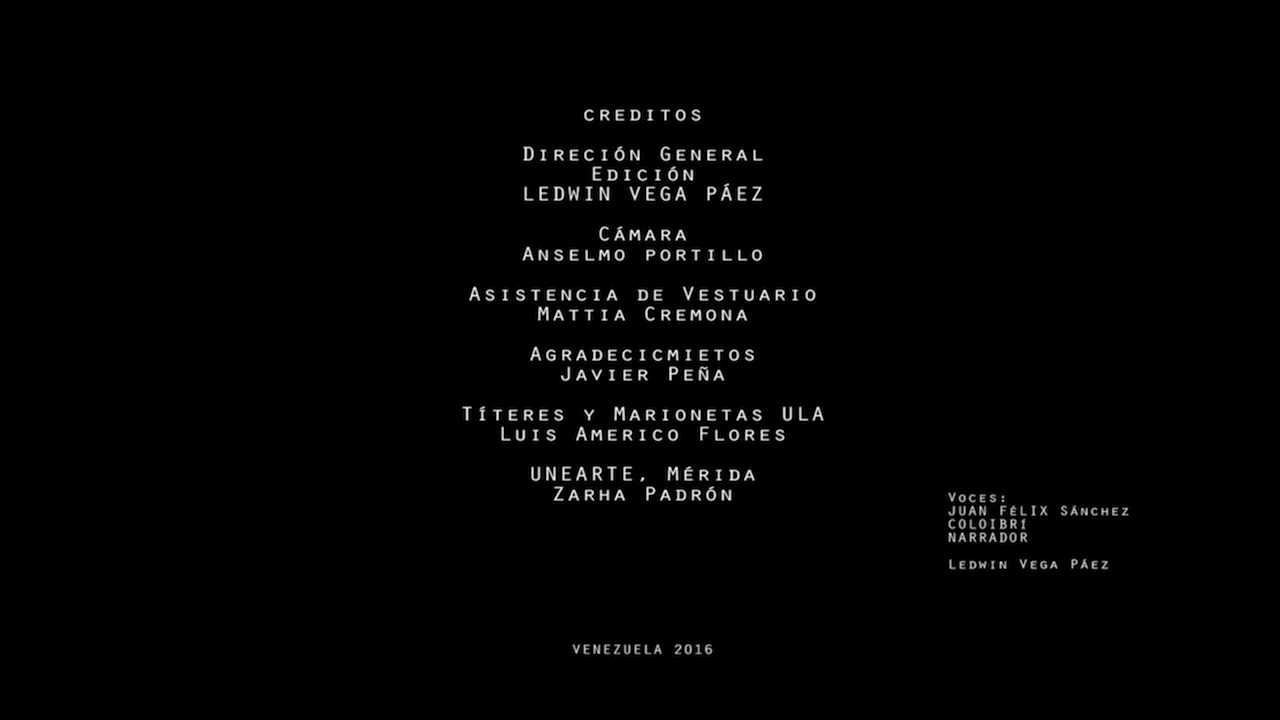 CREDITOS
DIRECIÓN GENERAL
EDICIÓN
LEDWIN VEGA PÁEZ
CÁMARA
ANSELMO PORTILLO
ASISTENCIA DE VESTUARIO
MATTIA CREMONA
AGRADECICMIETOS
JAVIER PEÑA
TÍTERES Y MARIONETAS ULA
LUIS AMERICO FLORES
UNEARTE, MÉRIDA
ZARHA PADRÓN
VOCES:
JUAN FÉLIX SÁNCHEZ
COLOIBRÍ
NARRADOR
LEDWIN VEGA PÁEZ
VENEZUELA 2016